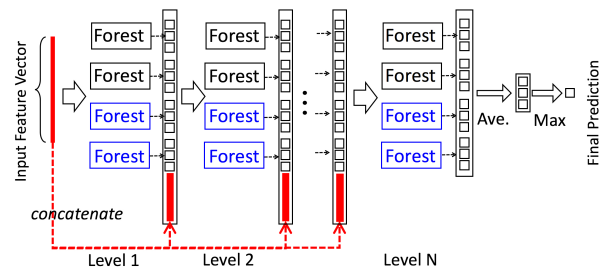 Input Feature Vector
Forest Forest Forest
Forest Forest Forest
Forest Forest Forest
Forest Forest Forest
Ave. Max
Final Prediction
concatenate
Level 1 Level 2 Level N